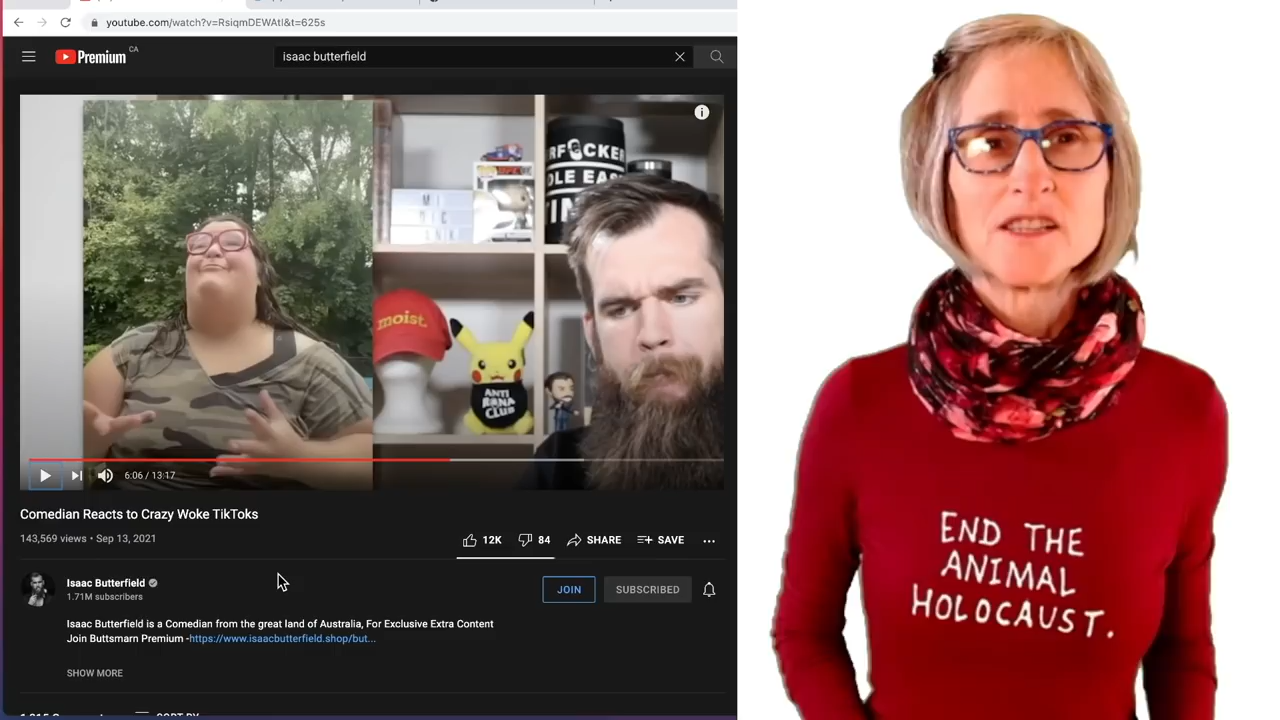 youtube.com/watch?v=RsiqmDEWAtI&t=625s
Premium CA
isaac butterfield
moist.
ANTI
BANA
CLUB
6:06 / 13:17
Comedian Reacts to Crazy Woke TikToks
143,569 views • Sep 13, 2021
12K
84
SHARE
SAVE
Isaac Butterfield
1.71M subscribers
JOIN
SUBSCRIBED
Isaac Butterfield is a Comedian from the great land of Australia, For Exclusive Extra Content
Join Buttsmarn Premium -https://www.isaacbutterfield.shop/but...
SHOW MORE
END THE
ANIMAL
HOLOCAUST.